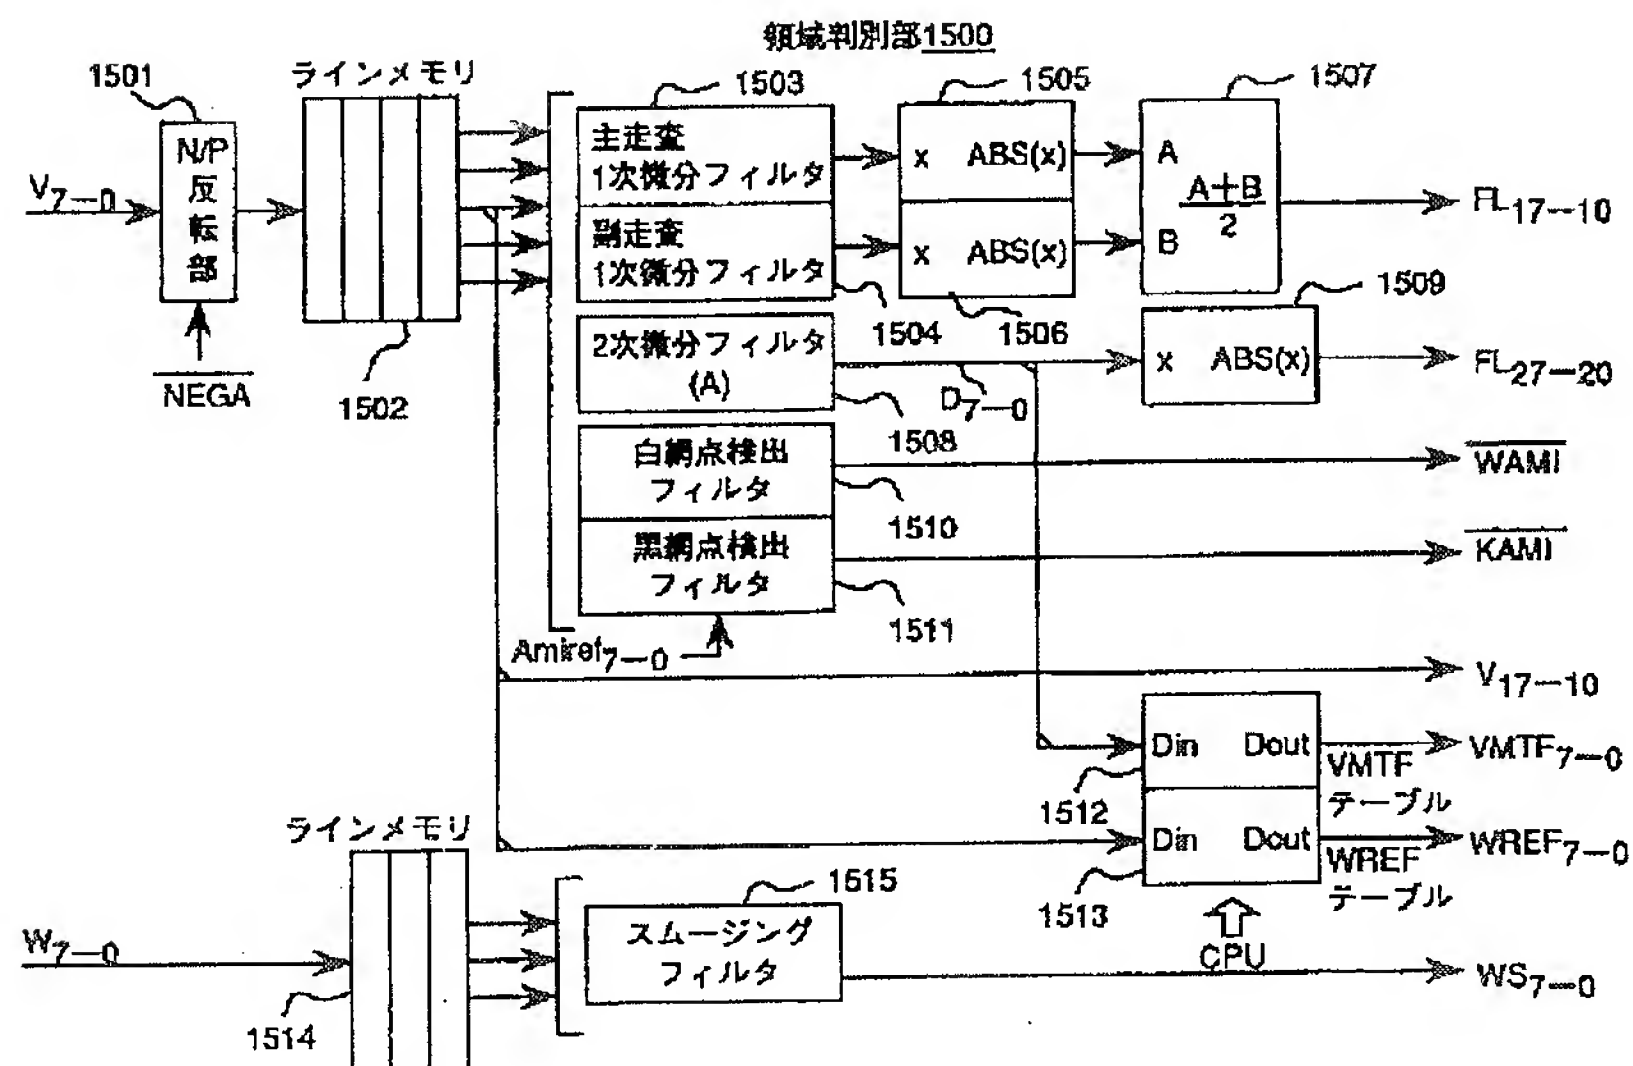 領域判別部1500
1501
ラインメモリ
1503
1505
1507
V7−0
N/P
反
転
部
NEGA
1502
主走査
1次微分フィルタ
副走査
1次微分フィルタ
1504
x ABS(x)
x ABS(x)
1506
A
A+B
2
B
FL17−10
1509
2次微分フィルタ
(A)
D7−0
1508
x ABS(x)
FL27−20
白網点検出
フィルタ
1510
WAMI
黒網点検出
フィルタ
1511
KAMI
Amiref7−0
V17−10
Din Dout
VMTF
テーブル
VMTF7−0
1512
Din Dout
WREF
テーブル
WREF7−0
1513
CPU
ラインメモリ
W7−0
1514
1515
スムージング
フィルタ
WS7−0